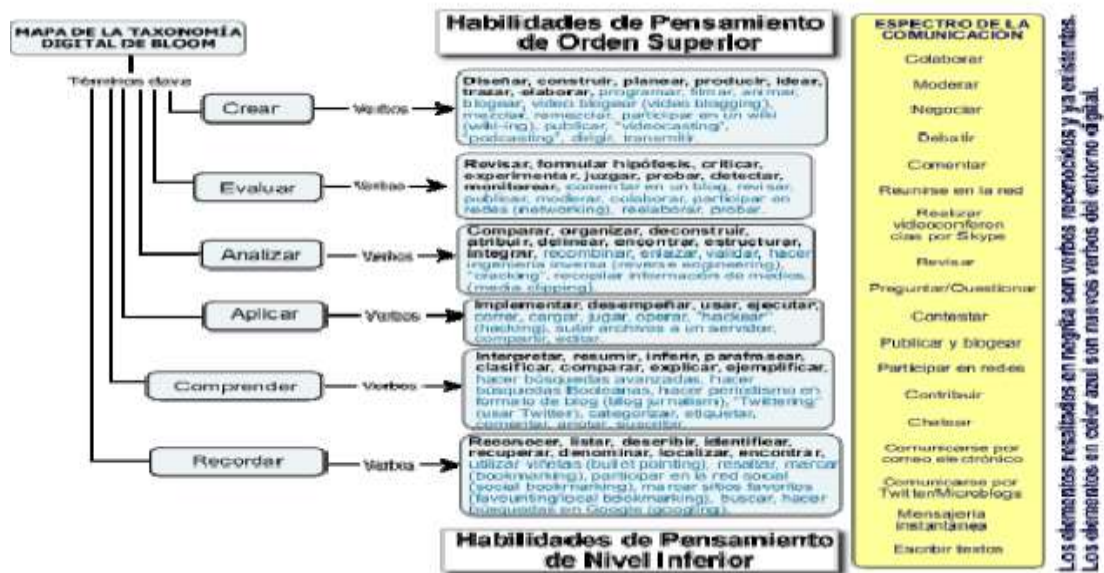 MAPA DE LA TAXONOMÍA
DIGITAL DE BLOOM
Términos clave
Habilidades de Pensamiento
de Orden Superior
Crear
Verbos
Diseñar, construir, planear, producir, idear,
trazar, elaborar, programar, filmar, animar,
blogear, video blogear (video blogging),
mezclar, remezclar, participar en un wiki
(wiki-ing), publicar, "videocasting",
"podcasting", dirigir, transmitir.
Evaluar
Verbos
Revisar, formular hipótesis, criticar,
experimentar, juzgar, probar, detectar,
monitorear, comentar en un blog, revisar,
publicar, moderar, colaborar, participar en
redes (networking), reelaborar, probar.
Analizar
Verbos
Comparar, organizar, deconstruir,
atribuir, delinear, encontrar, estructurar,
integrar, recombinar, enlazar, validar, hacer
ingeniería inversa (reverse engineering),
"cracking", recopilar información de medios
(media clipping).
Aplicar
Verbos
Implementar, desempeñar, usar, ejecutar,
correr, cargar, jugar, operar, "hackear"
(hacking), subir archivos a un servidor,
compartir, editar.
Comprender
Verbos
Interpretar, resumir, inferir, parafrasear,
clasificar, comparar, explicar, ejemplificar,
hacer búsquedas avanzadas, hacer
búsquedas Booleanas, hacer periodismo en
formato de blog (blog jurnalism), "Twittering"
(usar Twitter), categorizar, etiquetar,
comentar, anotar, suscribir.
Recordar
Verbos
Reconocer, listar, describir, identificar,
recuperar, denominar, localizar, encontrar,
utilizar viñetas (bullet pointing), resaltar, marcar
(bookmarking), participar en la red social
(social bookmarking), marcar sitios favoritos
(favouriting/local bookmarking), buscar, hacer
búsquedas en Google (googling).
Habilidades de Pensamiento
de Nivel Inferior
ESPECTRO DE LA
COMUNICACIÓN
Colaborar
Moderar
Negociar
Debatir
Comentar
Reunirse en la red
Realizar
videoconferen
cias por Skype
Revisar
Preguntar/Questionar
Contestar
Publicar y blogear
Participar en redes
Contribuir
Chatear
Comunicarse por
correo electrónico
Comunicarse por
Twitter/Microblogs
Mensajería
instantánea
Escribir textos
Los elementos resaltados en negrita son verbos reconocidos y ya existentes.
Los elementos en color azul son nuevos verbos del entorno digital.